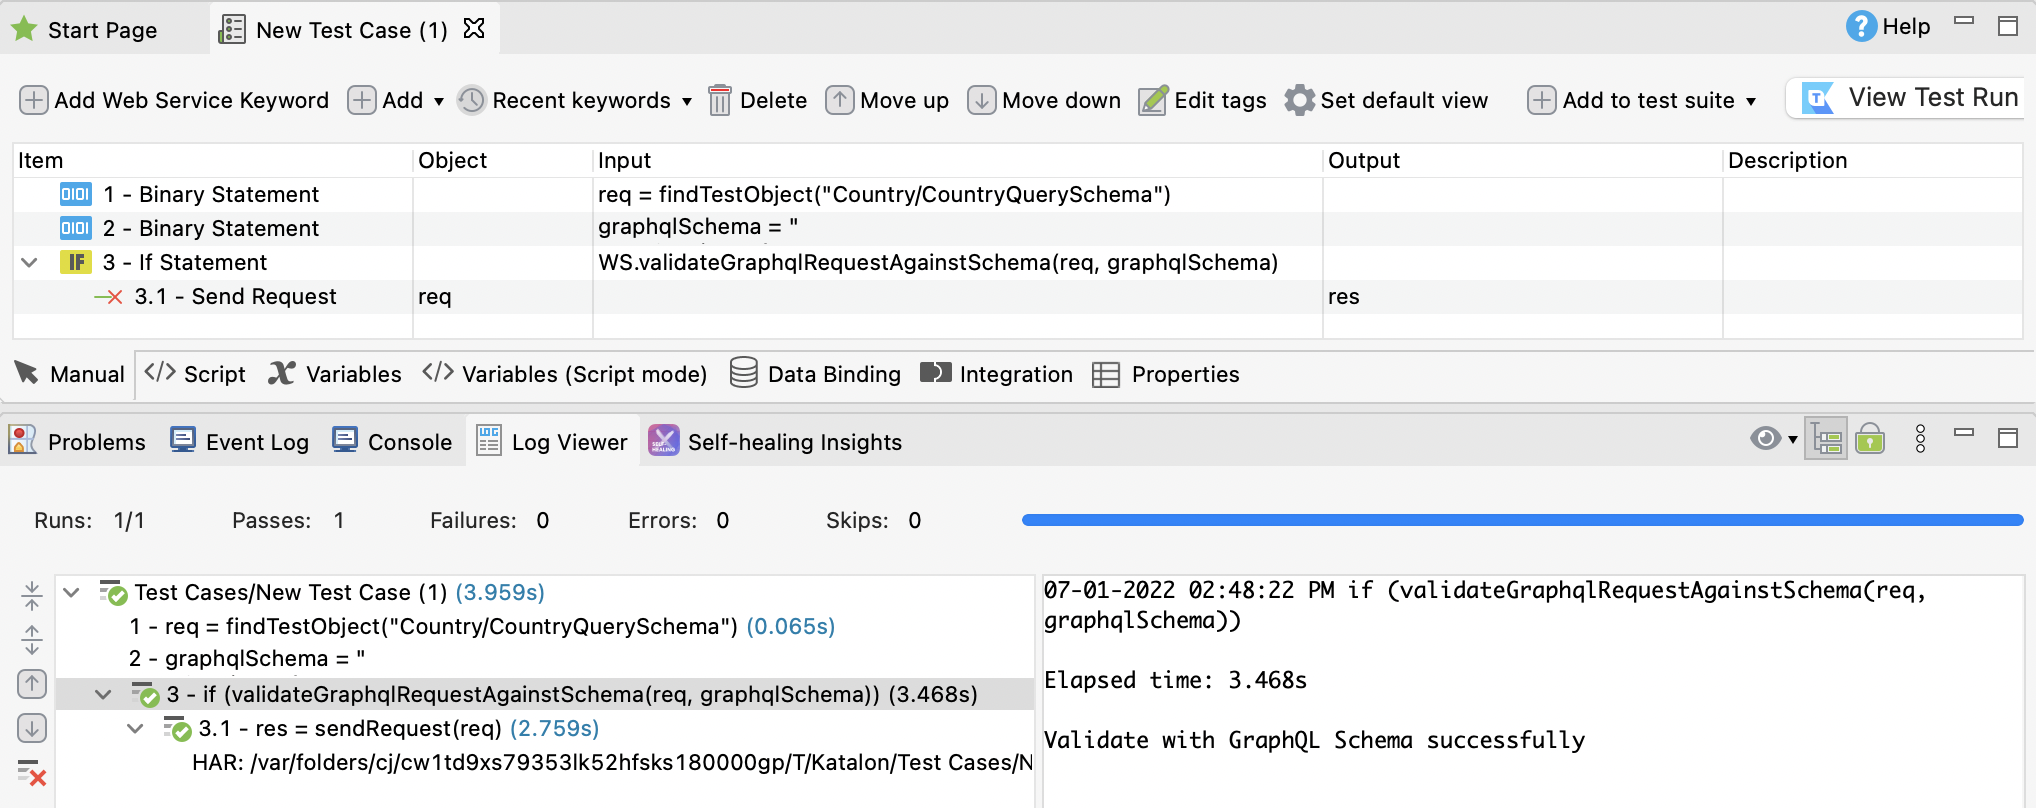 Start Page
New Test Case (1)
Help
Add Web Service Keyword
Add
Recent keywords
Delete
Move up
Move down
Edit tags
Set default view
Add to test suite
View Test Run
Item Object Input Output Description
1 - Binary Statement req = findTestObject("Country/CountryQuerySchema")
2 - Binary Statement graphqlSchema = "
IF 3 - If Statement WS.validateGraphqlRequestAgainstSchema(req, graphqlSchema)
3.1 - Send Request req res
Manual
Script
Variables
Variables (Script mode)
Data Binding
Integration
Properties
Problems
Event Log
Console
Log Viewer
Self-healing Insights
Runs: 1/1 Passes: 1 Failures: 0 Errors: 0 Skips: 0
Test Cases/New Test Case (1) (3.959s)
1 - req = findTestObject("Country/CountryQuerySchema") (0.065s)
2 - graphqlSchema = "
3 - if (validateGraphqlRequestAgainstSchema(req, graphqlSchema)) (3.468s)
3.1 - res = sendRequest(req) (2.759s)
HAR: /var/folders/cj/cw1td9xs79353lk52hfsks180000gp/T/Katalon/Test Cases/N
07-01-2022 02:48:22 PM if (validateGraphqlRequestAgainstSchema(req,
graphqlSchema))
Elapsed time: 3.468s
Validate with GraphQL Schema successfully